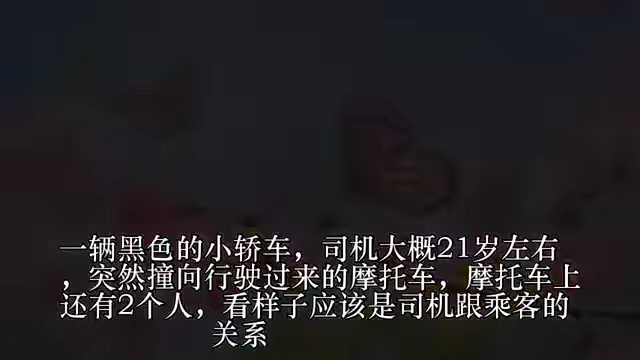 一辆黑色的小轿车，司机大概21岁左右
，突然撞向行驶过来的摩托车，摩托车上
还有2个人，看样子应该是司机跟乘客的
关系